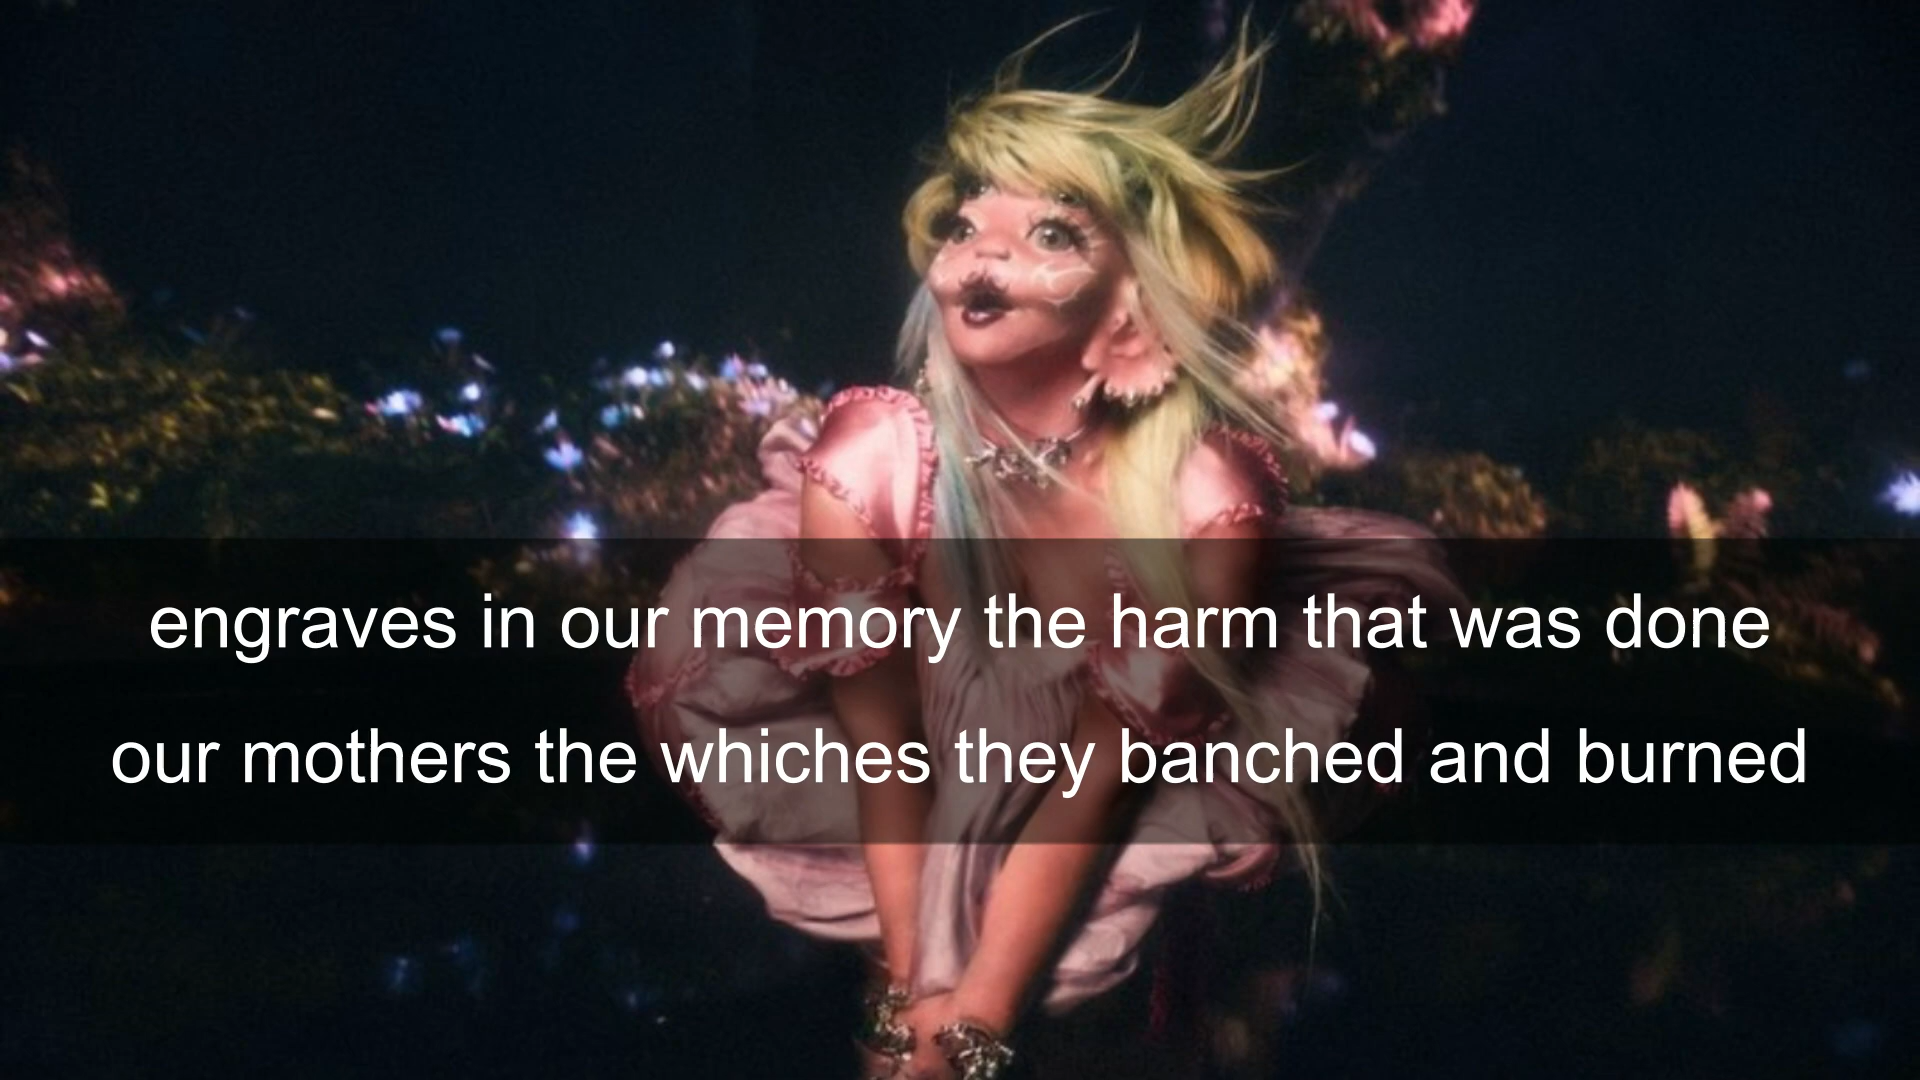 engraves in our memory the harm that was done
our mothers the whiches they banched and burned